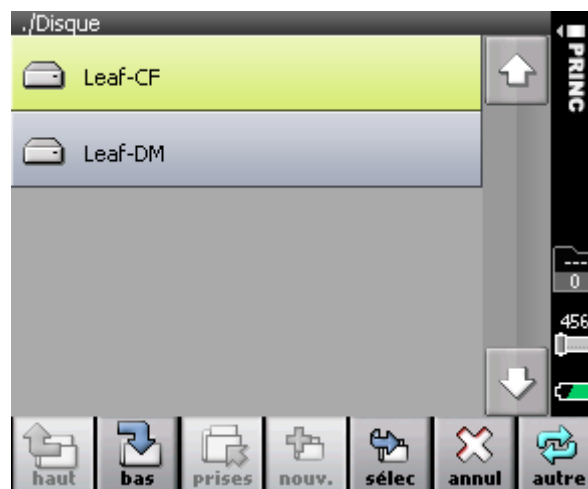 ./Disque
PRINC
Leaf-CF
Leaf-DM
---
0
456
haut
bas
prises
nouv.
sélec
annul
autre